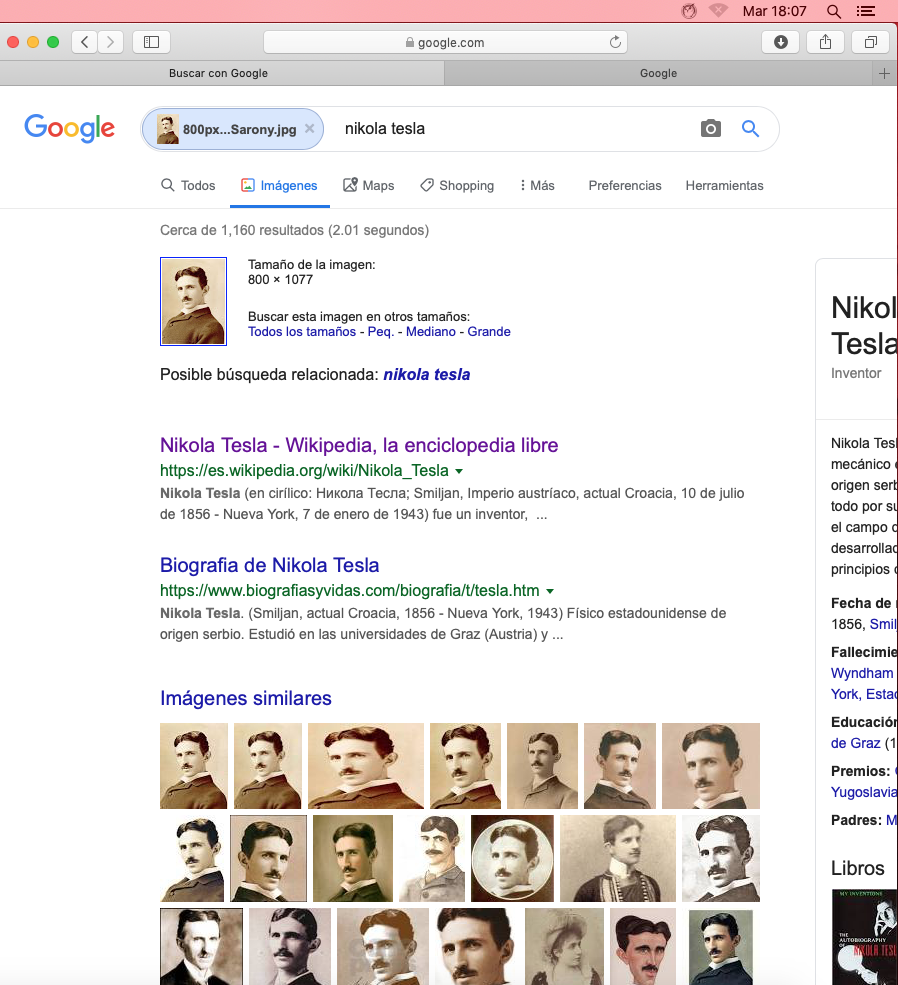 Mar 18:07
google.com
Buscar con Google
Google
Google
800px...Sarony.jpg × nikola tesla
Todos Imágenes Maps Shopping Más Preferencias Herramientas
Cerca de 1,160 resultados (2.01 segundos)
Tamaño de la imagen:
800 × 1077
Buscar esta imagen en otros tamaños:
Todos los tamaños - Peq. - Mediano - Grande
Posible búsqueda relacionada: nikola tesla
Nikola Tesla - Wikipedia, la enciclopedia libre
https://es.wikipedia.org/wiki/Nikola_Tesla
Nikola Tesla (en cirílico: Никола Тесла; Smiljan, Imperio austríaco, actual Croacia, 10 de julio
de 1856 - Nueva York, 7 de enero de 1943) fue un inventor, ...
Biografia de Nikola Tesla
https://www.biografiasyvidas.com/biografia/t/tesla.htm
Nikola Tesla. (Smiljan, actual Croacia, 1856 - Nueva York, 1943) Físico estadounidense de
origen serbio. Estudió en las universidades de Graz (Austria) y ...
Imágenes similares
Nikol
Tesla
Inventor
Nikola Tesl
mecánico e
origen serb
todo por su
el campo d
desarrollad
principios d
Fecha de
1856, Smil
Fallecimie
Wyndham
York, Estad
Educación
de Graz (1
Premios:
Yugoslavia
Padres: M
Libros
MY INVENTIONS
THE
AUTOBIOGRAPHY
OF
NIKOLA TESL